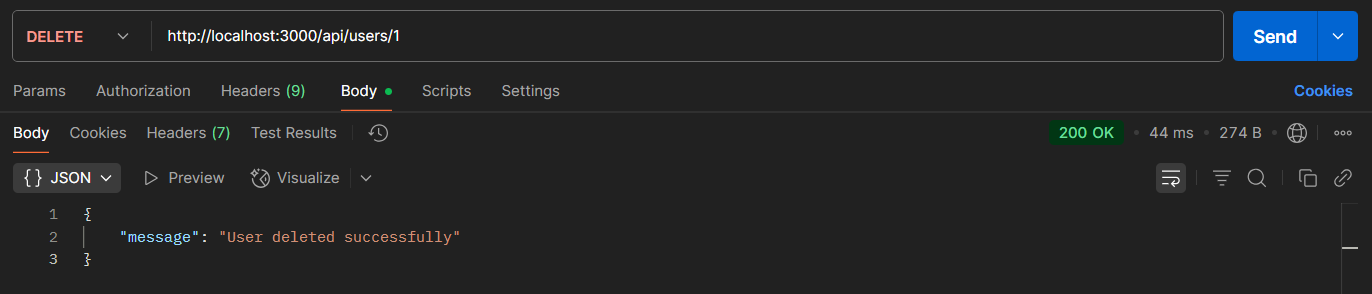 DELETE http://localhost:3000/api/users/1 Send
Params Authorization Headers (9) Body Scripts Settings Cookies
Body Cookies Headers (7) Test Results 200 OK 44 ms 274 B
{} JSON Preview Visualize
1 {
2 "message": "User deleted successfully"
3 }